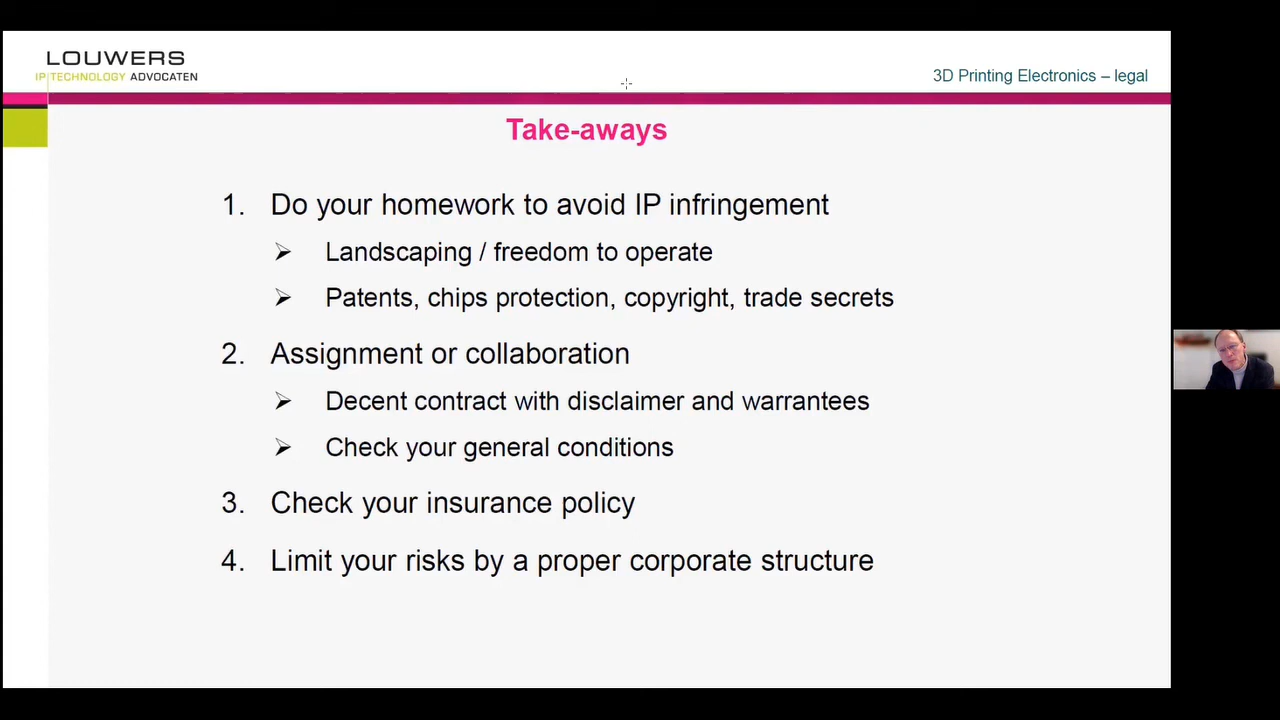 LOUWERS
IP TECHNOLOGY ADVOCATEN
3D Printing Electronics – legal
Take-aways
1. Do your homework to avoid IP infringement
➢ Landscaping / freedom to operate
➢ Patents, chips protection, copyright, trade secrets
2. Assignment or collaboration
➢ Decent contract with disclaimer and warrantees
➢ Check your general conditions
3. Check your insurance policy
4. Limit your risks by a proper corporate structure